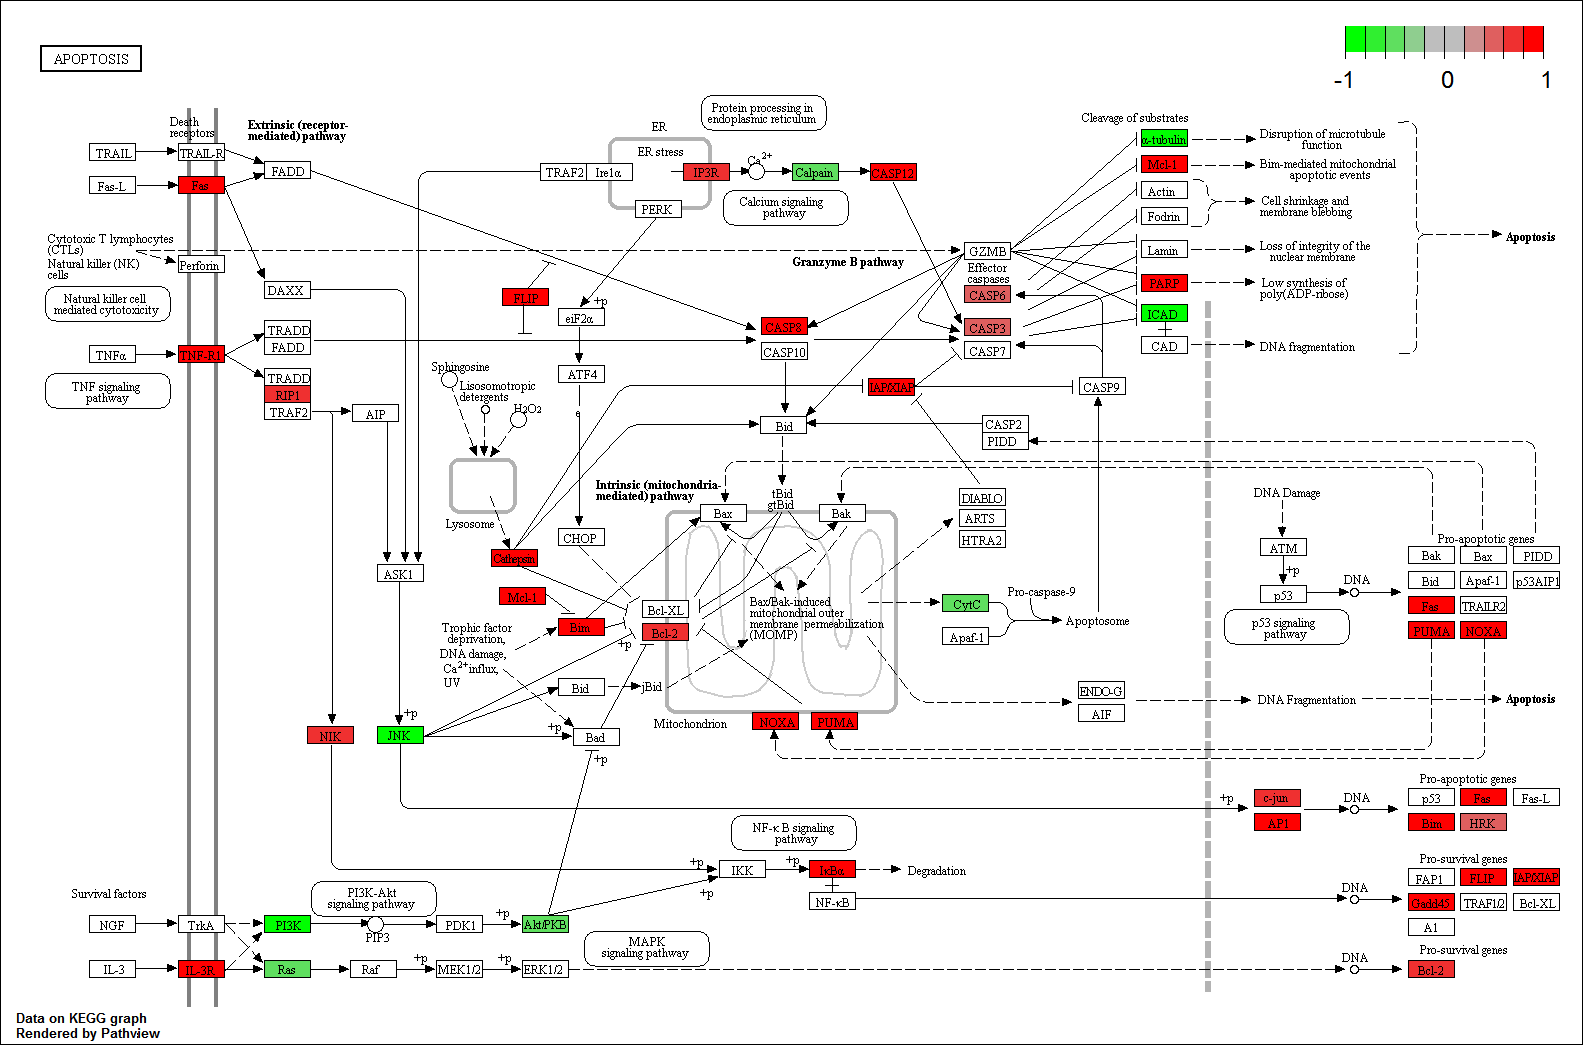 APOPTOSIS
-1
0
1
Death
receptors
Extrinsic (receptor-
mediated) pathway
TRAIL
TRAIL-R
Fas-L
Fas
FADD
ER
ER stress
TRAF2
Ire1α
PERK
IP3R
Ca2+
Calpain
CASP12
Protein processing in
endoplasmic reticulum
Calcium signaling
pathway
Cleavage of substrates
α-tubulin
Disruption of microtubule
function
Mcl-1
Bim-mediated mitochondrial
apoptotic events
Actin
Fodrin
Cell shrinkage and
membrane blebbing
Lamin
Loss of integrity of the
nuclear membrane
PARP
Low synthesis of
poly(ADP-ribose)
ICAD
CAD
DNA fragmentation
Apoptosis
Cytotoxic T lymphocytes
(CTLs)
Natural killer (NK)
cells
Perforin
Natural killer cell
mediated cytotoxicity
DAXX
Granzyme B pathway
GZMB
Effector
caspases
CASP6
CASP3
CASP7
FLIP
+p
eiF2α
CASP8
CASP10
TNFα
TNF-R1
TRADD
FADD
TRADD
RIP1
TRAF2
AIP
TNF signaling
pathway
ATF4
e
Sphingosine
Lisosomotropic
detergents
H2O2
Lysosome
IAP/XIAP
CASP9
Bid
CASP2
PIDD
Intrinsic (mitochondria-
mediated) pathway
tBid
gtBid
Bax
Bak
DIABLO
ARTS
HTRA2
CHOP
Cathepsin
ASK1
Mcl-1
Bim
+p
Bcl-XL
Bcl-2
Bax/Bak-induced
mitochondrial outer
membrane permeabilization
(MOMP)
CytC
Apaf-1
Pro-caspase-9
Apoptosome
Trophic factor
deprivation,
DNA damage,
Ca2+ influx,
UV
Bid
jBid
Mitochondrion
NOXA
PUMA
ENDO-G
AIF
DNA Fragmentation
Apoptosis
DNA Damage
ATM
+p
p53
DNA
p53 signaling
pathway
Pro-apoptotic genes
Bak
Bax
PIDD
Bid
Apaf-1
p53AIP1
Fas
TRAILR2
PUMA
NOXA
NIK
+p
JNK
+p
Bad
+p
+p
c-jun
AP1
DNA
Pro-apoptotic genes
p53
Fas
Fas-L
Bim
HRK
NF-κ B signaling
pathway
+p
IKK
+p
+p
IκBα
Degradation
NF-κB
DNA
Pro-survival genes
FAP1
FLIP
IAP/XIAP
Gadd45
TRAF1/2
Bcl-XL
A1
Survival factors
NGF
TrkA
PI3K
PI3K-Akt
signaling pathway
PIP3
PDK1
+p
Akt/PKB
IL-3
IL-3R
Ras
Raf
+p
MEK1/2
+p
ERK1/2
MAPK
signaling pathway
DNA
Pro-survival genes
Bcl-2
Data on KEGG graph
Rendered by Pathview